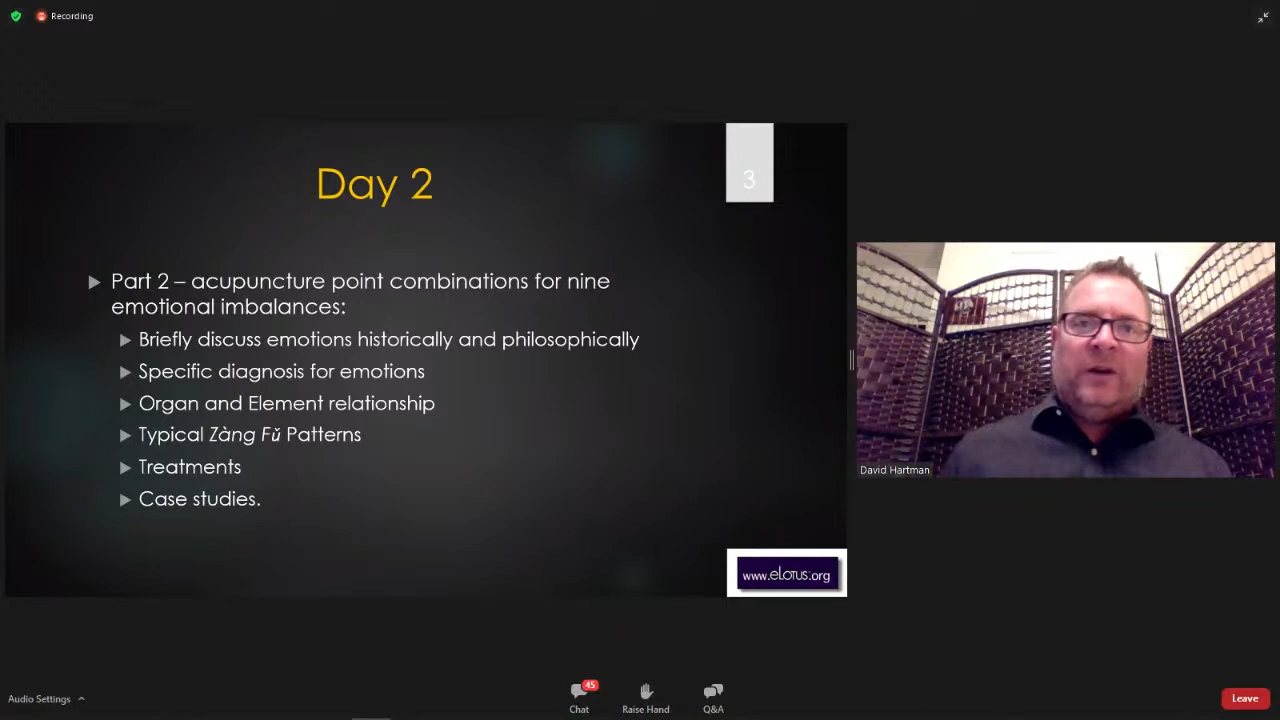 Recording
Day 2
3
Part 2 – acupuncture point combinations for nine
emotional imbalances:
Briefly discuss emotions historically and philosophically
Specific diagnosis for emotions
Organ and Element relationship
Typical Zàng Fǔ Patterns
Treatments
Case studies.
www.eLotus.org
David Hartman
Audio Settings
45
Chat
Raise Hand
Q&A
Leave